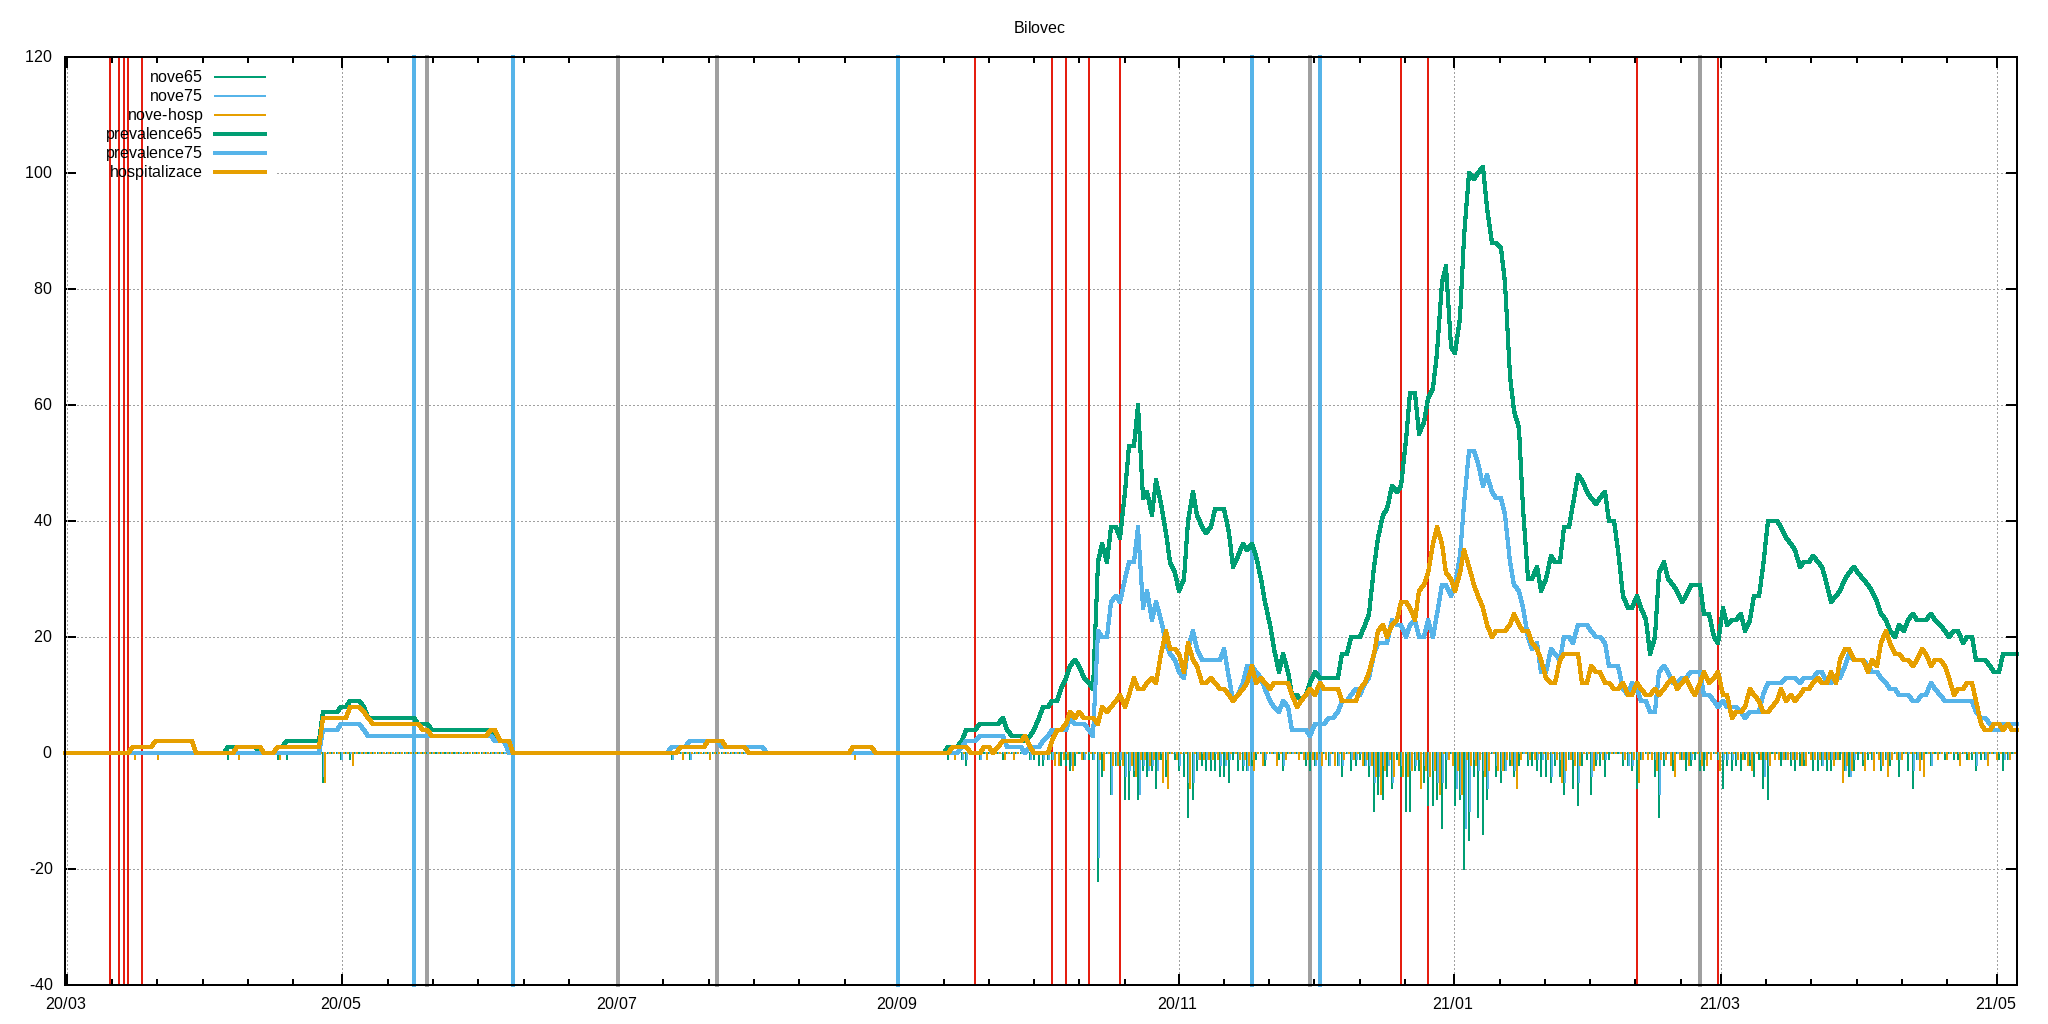 Bilovec
120
100
80
60
40
20
0
-20
-40
nove65
nove75
nove-hosp
prevalence65
prevalence75
hospitalizace
20/03 20/05 20/07 20/09 20/11 21/01 21/03 21/05